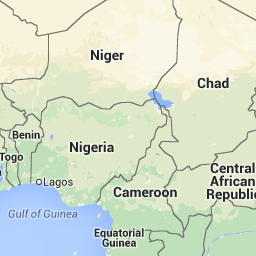 Niger
Chad
Benin
Nigeria
Togo
Lagos
Central
African
Republic
Cameroon
Gulf of Guinea
Equatorial
Guinea